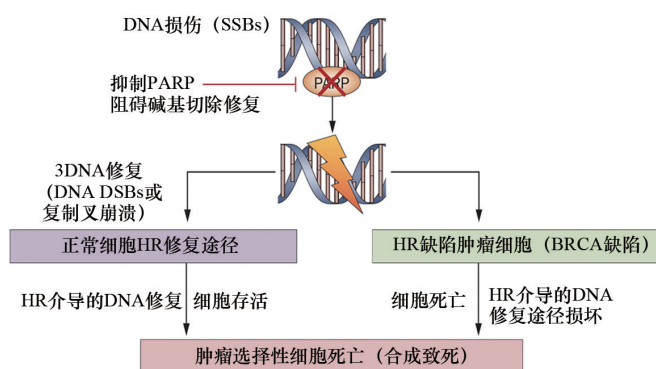 DNA损伤（SSBs）
PARP
抑制PARP
阻碍碱基切除修复
3DNA修复
（DNA DSBs或
复制叉崩溃）
正常细胞HR修复途径
HR缺陷肿瘤细胞（BRCA缺陷）
HR介导的DNA修复
细胞存活
细胞死亡
HR介导的DNA
修复途径损坏
肿瘤选择性细胞死亡（合成致死）